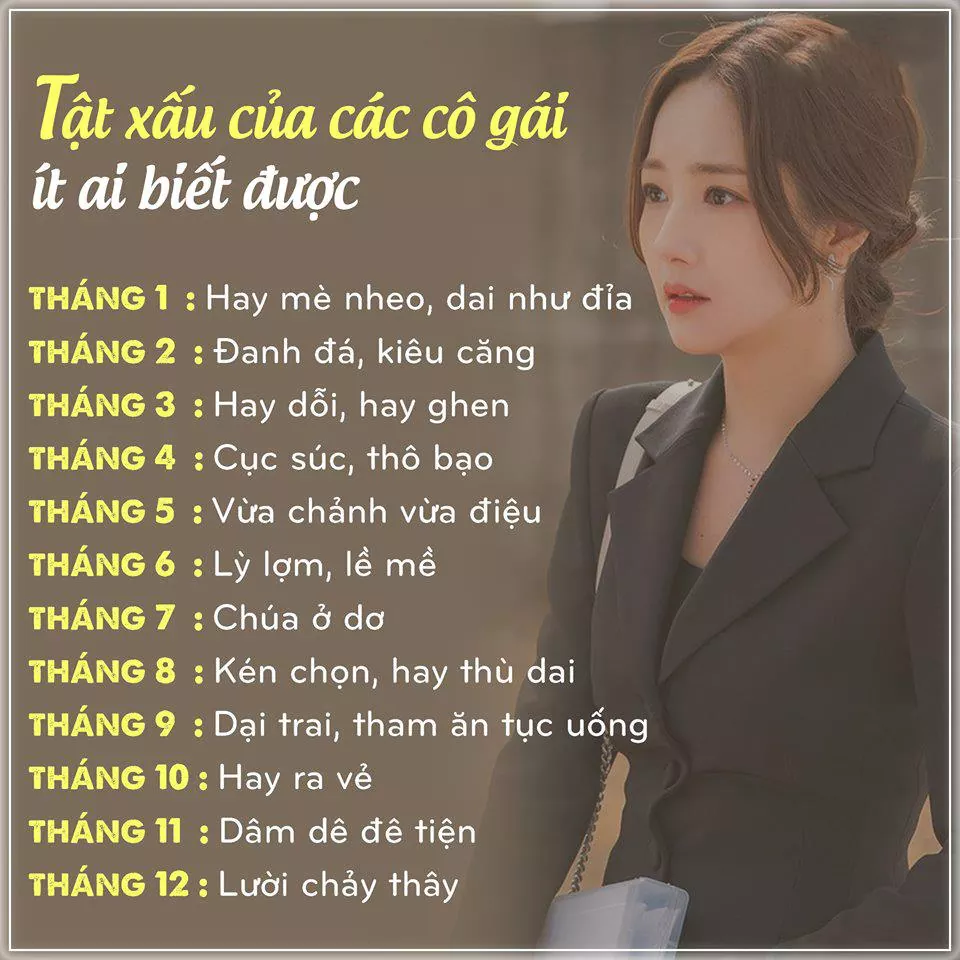 Tật xấu của các cô gái
ít ai biết được
THÁNG 1 : Hay mè nheo, dai như đỉa
THÁNG 2 : Đanh đá, kiêu căng
THÁNG 3 : Hay dỗi, hay ghen
THÁNG 4 : Cục súc, thô bạo
THÁNG 5 : Vừa chảnh vừa điệu
THÁNG 6 : Lỳ lợm, lề mề
THÁNG 7 : Chúa ở dơ
THÁNG 8 : Kén chọn, hay thù dai
THÁNG 9 : Dại trai, tham ăn tục uống
THÁNG 10 : Hay ra vẻ
THÁNG 11 : Dâm dê đê tiện
THÁNG 12 : Lười chảy thây